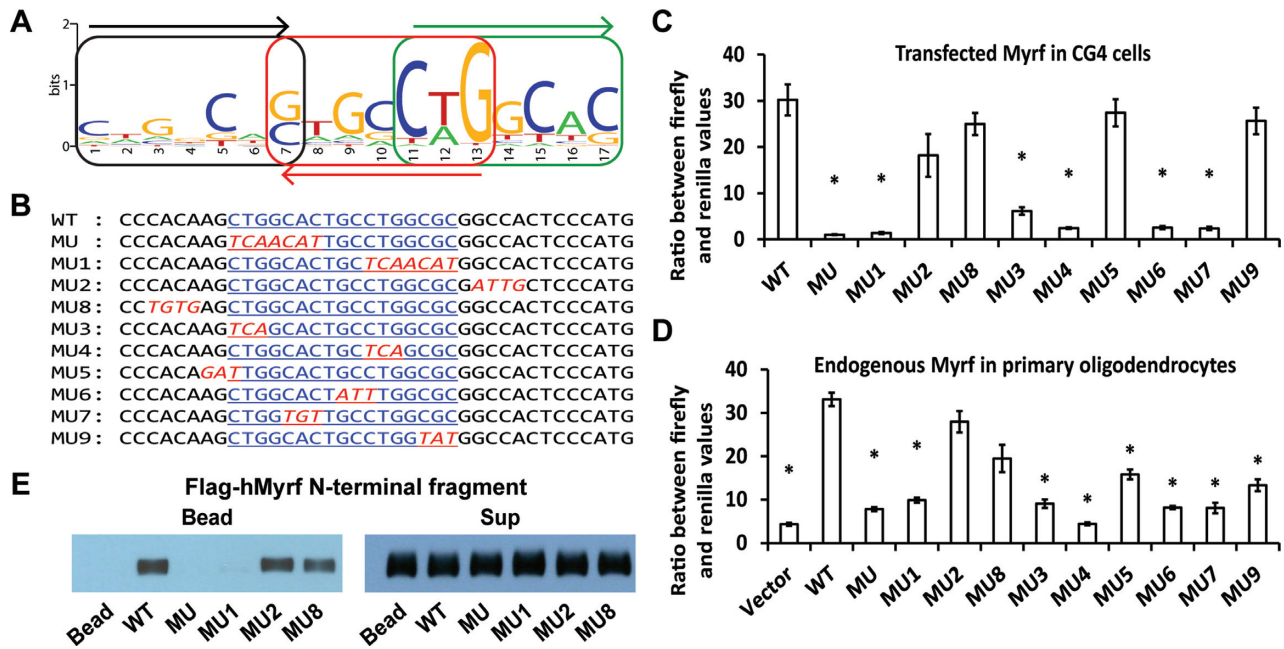 A
2
bits
1
0
1 2 3 4 5 6 7 8 9 10 11 12 13 14 15 16 17
B
WT : CCCACAAGCTGGCACTGCCTGGCGCGGCCACTCCCATG
MU : CCCACAAGTCAACATTGCCTGGCGCGGCCACTCCCATG
MU1: CCCACAAGCTGGCACTGCTCAACATGGCCACTCCCATG
MU2: CCCACAAGCTGGCACTGCCTGGCGCGATTGCTCCCATG
MU8: CCTGTGAGCTGGCACTGCCTGGCGCGGCCACTCCCATG
MU3: CCCACAAGTCAGCACTGCCTGGCGCGGCCACTCCCATG
MU4: CCCACAAGCTGGCACTGCTCAGCGCGGCCACTCCCATG
MU5: CCCACAGATTGGCACTGCCTGGCGCGGCCACTCCCATG
MU6: CCCACAAGCTGGCACTATTTGGCGCGGCCACTCCCATG
MU7: CCCACAAGCTGGTGTTGCCTGGCGCGGCCACTCCCATG
MU9: CCCACAAGCTGGCACTGCCTGGTATGGCCACTCCCATG
E
Flag-hMyrf N-terminal fragment
Bead Sup
Bead WT MU MU1 MU2 MU8 Bead WT MU MU1 MU2 MU8
C
Transfected Myrf in CG4 cells
Ratio between firefly
and renilla values
40
30
20
10
0
* * * * * *
WT MU MU1 MU2 MU8 MU3 MU4 MU5 MU6 MU7 MU9
D
Endogenous Myrf in primary oligodendrocytes
Ratio between firefly
and renilla values
40
30
20
10
0
* * * * * * * * *
Vector WT MU MU1 MU2 MU8 MU3 MU4 MU5 MU6 MU7 MU9